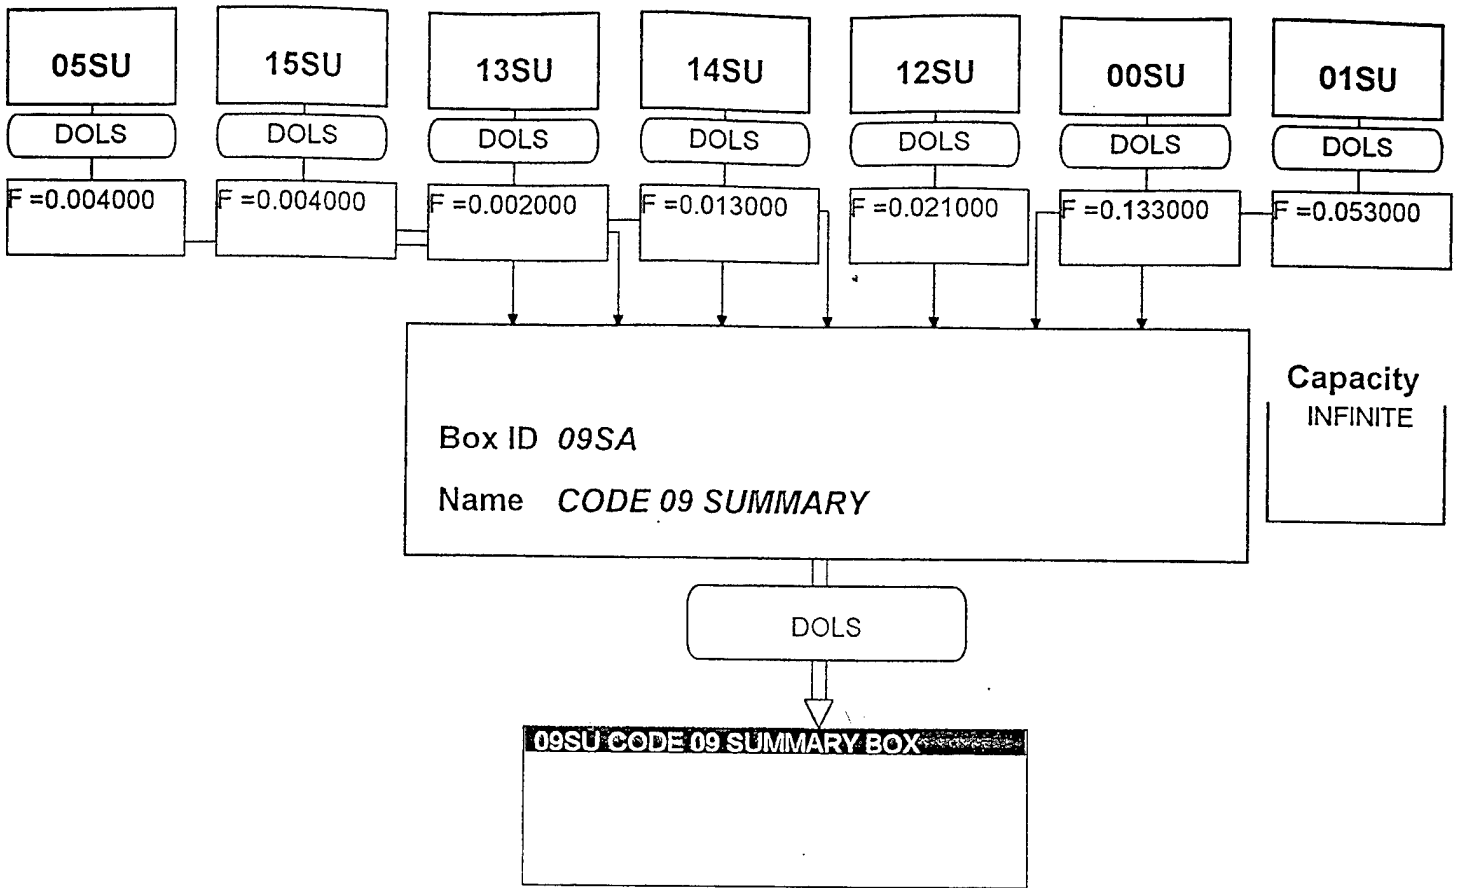 05SU 15SU 13SU 14SU 12SU 00SU 01SU
DOLS DOLS DOLS DOLS DOLS DOLS DOLS
F =0.004000 F =0.004000 F =0.002000 F =0.013000 F =0.021000 F =0.133000 F =0.053000
Capacity
INFINITE
Box ID 09SA
Name CODE 09 SUMMARY
DOLS
09SU CODE 09 SUMMARY BOX